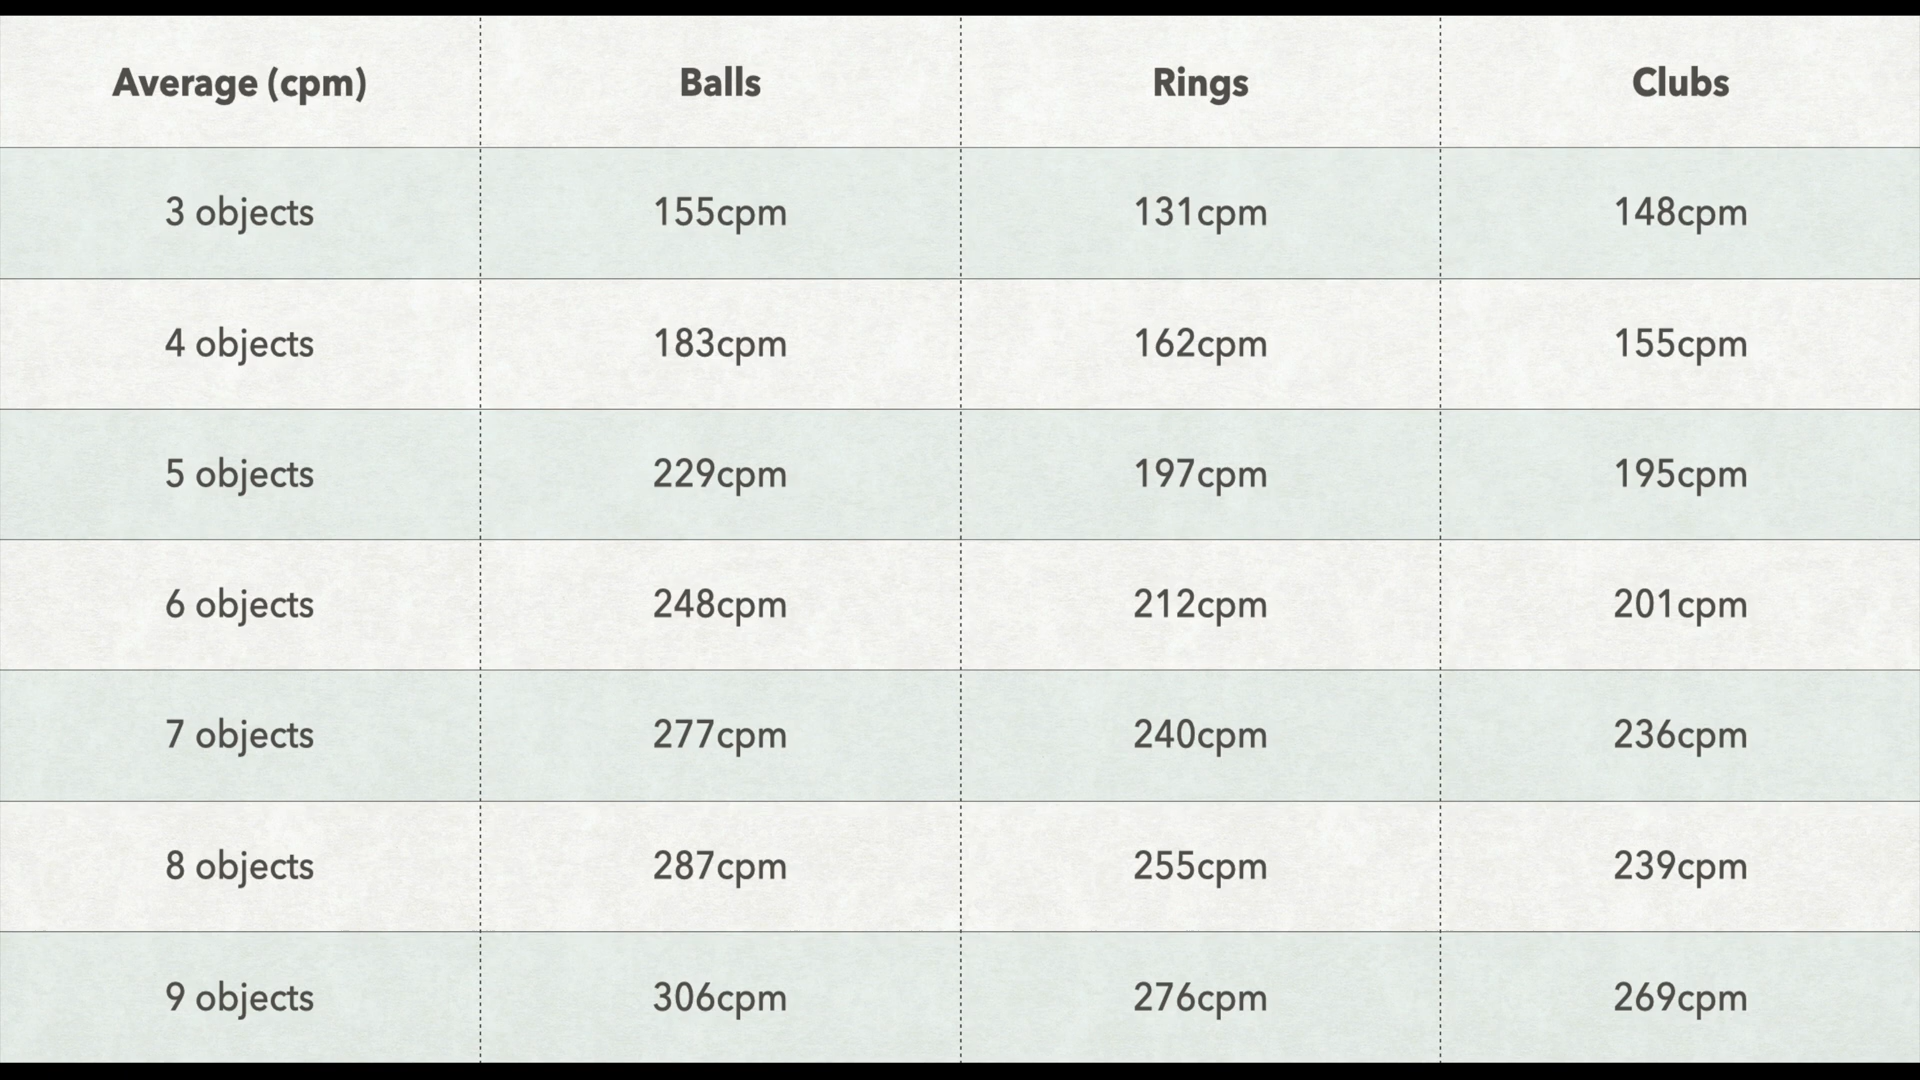 Average (cpm) Balls Rings Clubs
3 objects 155cpm 131cpm 148cpm
4 objects 183cpm 162cpm 155cpm
5 objects 229cpm 197cpm 195cpm
6 objects 248cpm 212cpm 201cpm
7 objects 277cpm 240cpm 236cpm
8 objects 287cpm 255cpm 239cpm
9 objects 306cpm 276cpm 269cpm